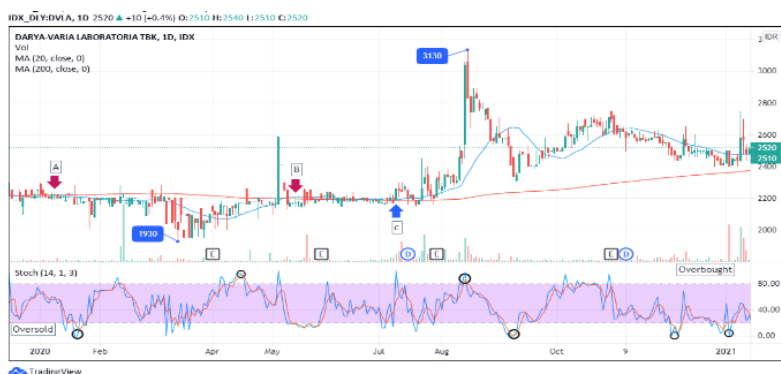 IDX_DLY:DVLA, 1D 2520 ▲ +10 (+0.4%) O:2510 H:2540 L:2510 C:2520
DARYA-VARIA LABORATORIA TBK, 1D, IDX
IDR
Vol
MA (20, close, 0)
MA (200, close, 0)
3130
3000
2800
2600
2520
2510
2400
A
B
2200
C
2000
1930
E
E
D
E
E
D
Stoch (14, 1, 3)
Overbought
80.00
40.00
Oversold
0.00
2020
Feb
Apr
May
Jul
Aug
Oct
9
2021
TradingView